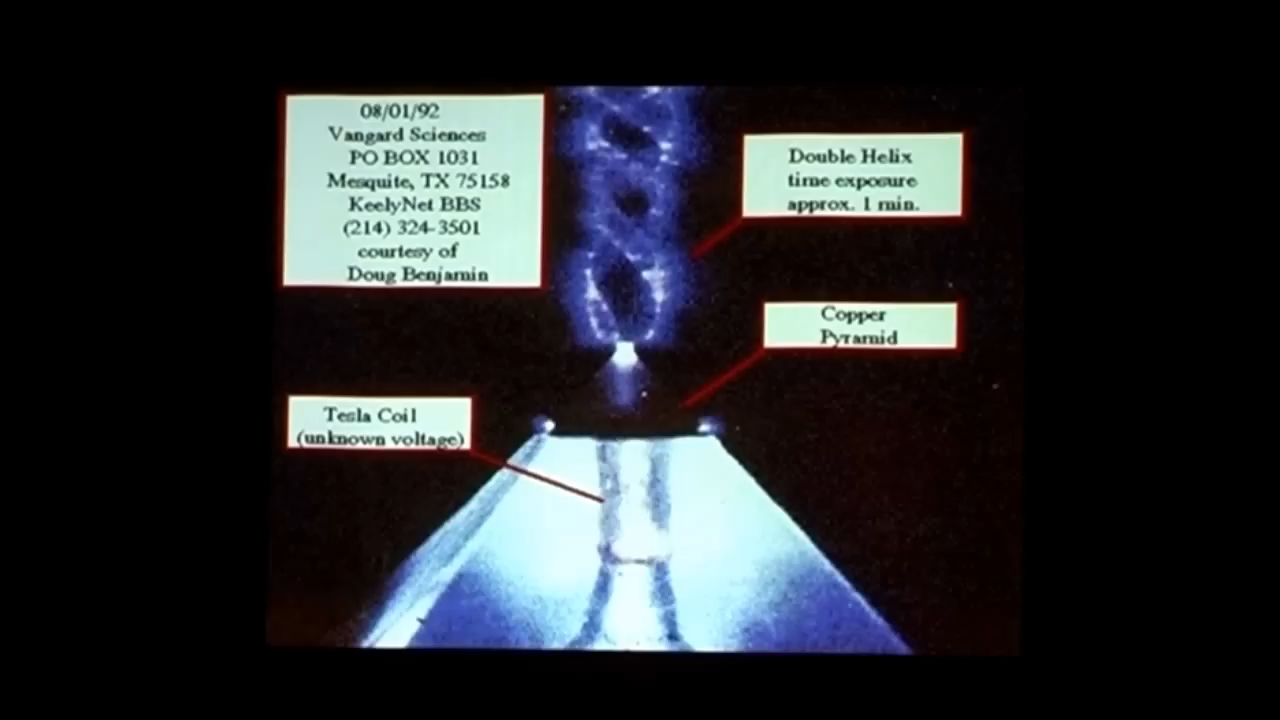 08/01/92
Vangard Sciences
PO BOX 1031
Mesquite, TX 75158
KeelyNet BBS
(214) 324-3501
courtesy of
Doug Benjamin
Double Helix
time exposure
approx. 1 min.
Copper
Pyramid
Tesla Coil
(unknown voltage)